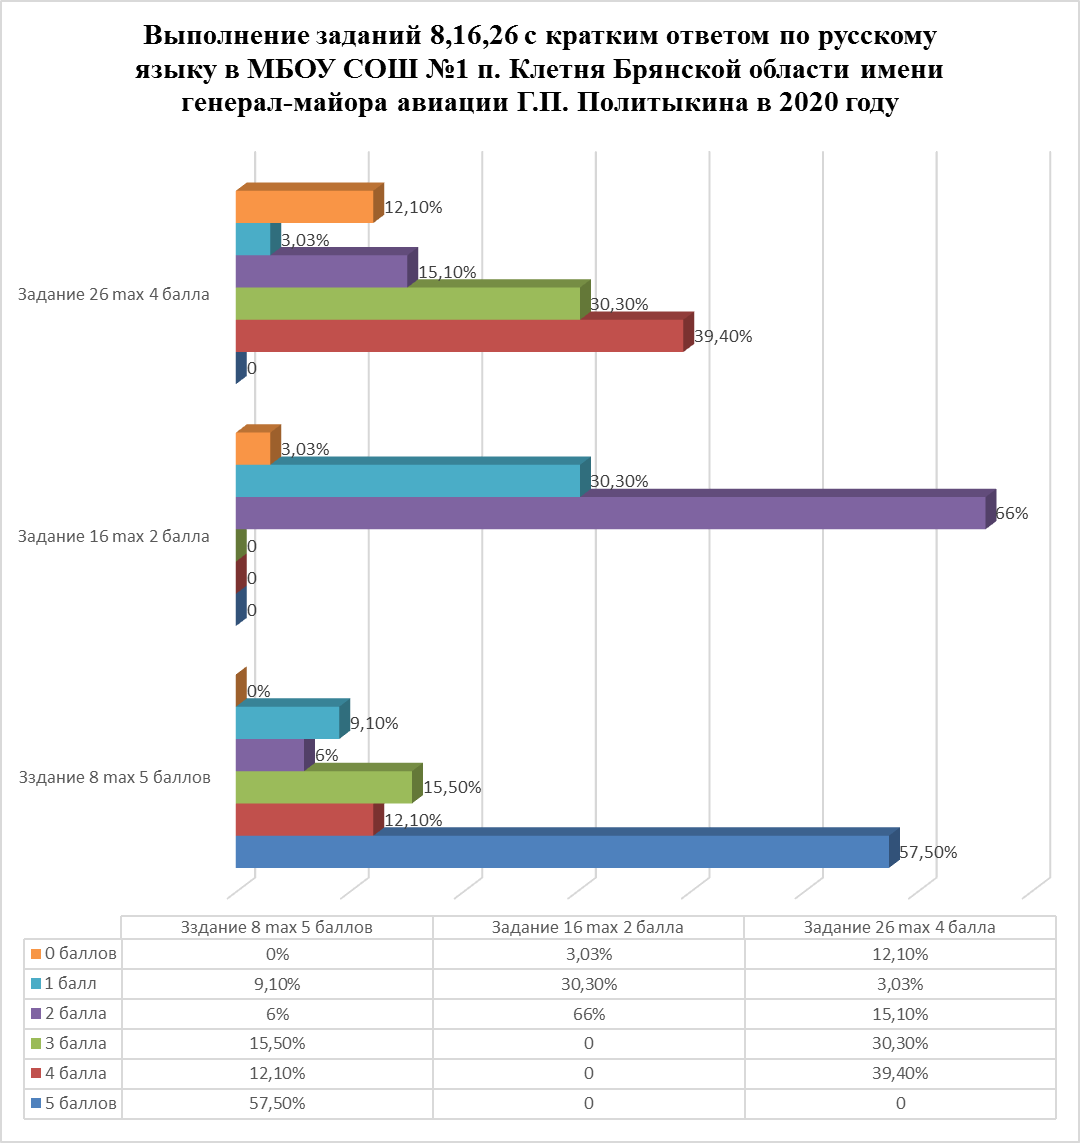 Выполнение заданий 8,16,26 с кратким ответом по русскому
языку в МБОУ СОШ №1 п. Клетня Брянской области имени
генерал-майора авиации Г.П. Политыкина в 2020 году
Задание 26 max 4 балла
12,10%
3,03%
15,10%
30,30%
39,40%
0
Задание 16 max 2 балла
3,03%
30,30%
66%
0
0
0
Зздание 8 max 5 баллов
0%
9,10%
6%
15,50%
12,10%
57,50%
Зздание 8 max 5 баллов Задание 16 max 2 балла Задание 26 max 4 балла
0 баллов 0% 3,03% 12,10%
1 балл 9,10% 30,30% 3,03%
2 балла 6% 66% 15,10%
3 балла 15,50% 0 30,30%
4 балла 12,10% 0 39,40%
5 баллов 57,50% 0 0